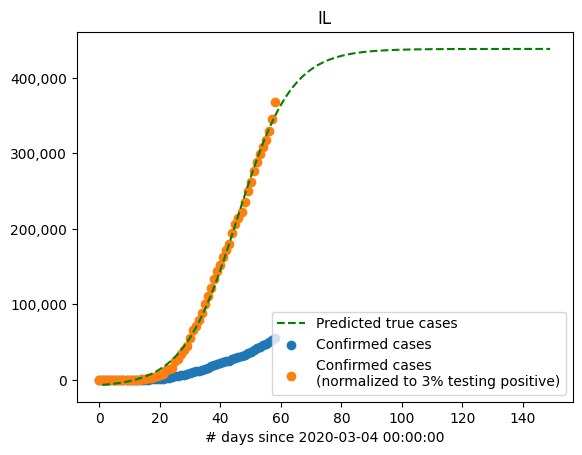 IL
400,000
300,000
200,000
100,000
0
Predicted true cases
Confirmed cases
Confirmed cases
(normalized to 3% testing positive)
0 20 40 60 80 100 120 140
# days since 2020-03-04 00:00:00